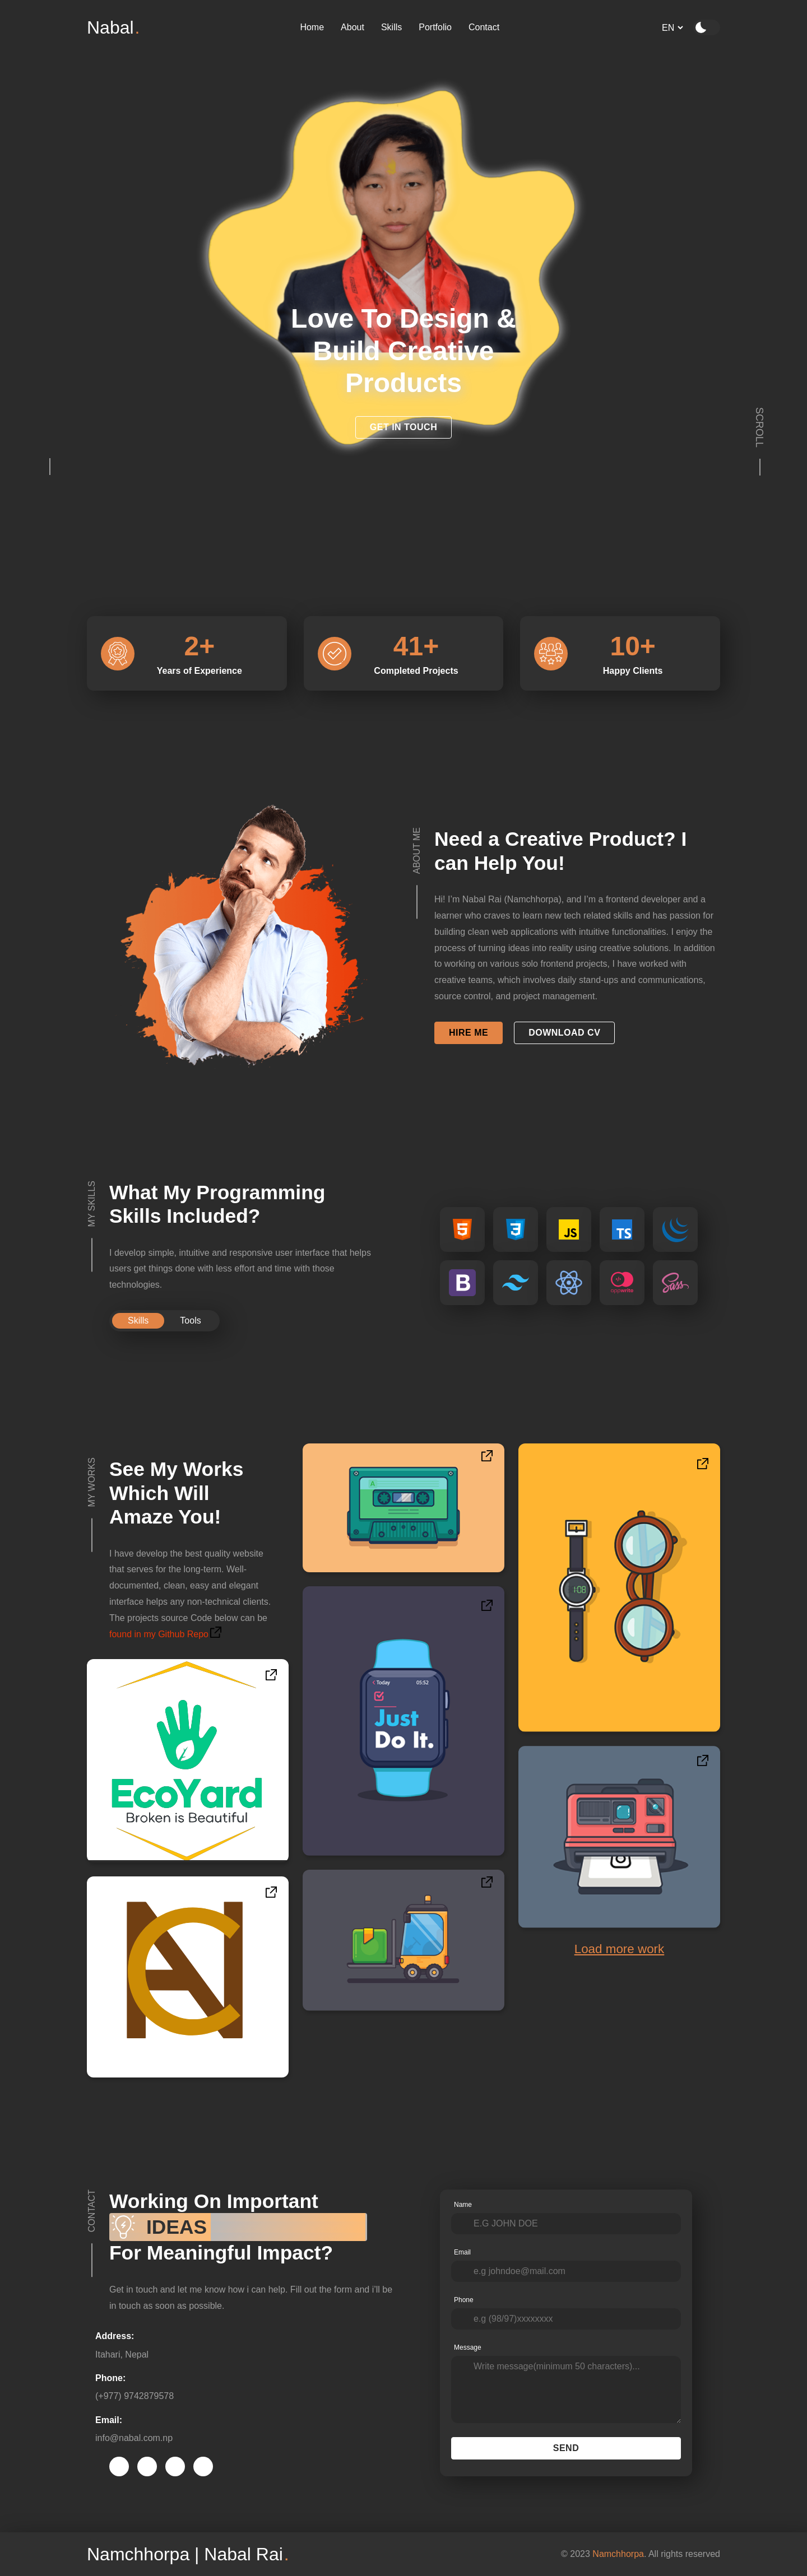 Nabal.
Home About Skills Portfolio Contact
EN
Love To Design &
Build Creative
Products
GET IN TOUCH
SCROLL
2+
Years of Experience
41+
Completed Projects
10+
Happy Clients
ABOUT ME
Need a Creative Product? I
can Help You!
Hi! I'm Nabal Rai (Namchhorpa), and I'm a frontend developer and a
learner who craves to learn new tech related skills and has passion for
building clean web applications with intuitive functionalities. I enjoy the
process of turning ideas into reality using creative solutions. In addition
to working on various solo frontend projects, I have worked with
creative teams, which involves daily stand-ups and communications,
source control, and project management.
HIRE ME
DOWNLOAD CV
MY SKILLS
What My Programming
Skills Included?
I develop simple, intuitive and responsive user interface that helps
users get things done with less effort and time with those
technologies.
Skills Tools
5
3
JS
TS
B
appwrite
Sass
MY WORKS
See My Works
Which Will
Amaze You!
I have develop the best quality website
that serves for the long-term. Well-
documented, clean, easy and elegant
interface helps any non-technical clients.
The projects source Code below can be
found in my Github Repo
EcoYard
Broken is Beautiful
Today 05:52
Just
Do It.
1:08
Load more work
CONTACT
Working On Important
IDEAS
For Meaningful Impact?
Get in touch and let me know how i can help. Fill out the form and i'll be
in touch as soon as possible.
Address:
Itahari, Nepal
Phone:
(+977) 9742879578
Email:
info@nabal.com.np
Name
E.G JOHN DOE
Email
e.g johndoe@mail.com
Phone
e.g (98/97)xxxxxxxx
Message
Write message(minimum 50 characters)...
SEND
Namchhorpa | Nabal Rai.
© 2023 Namchhorpa. All rights reserved